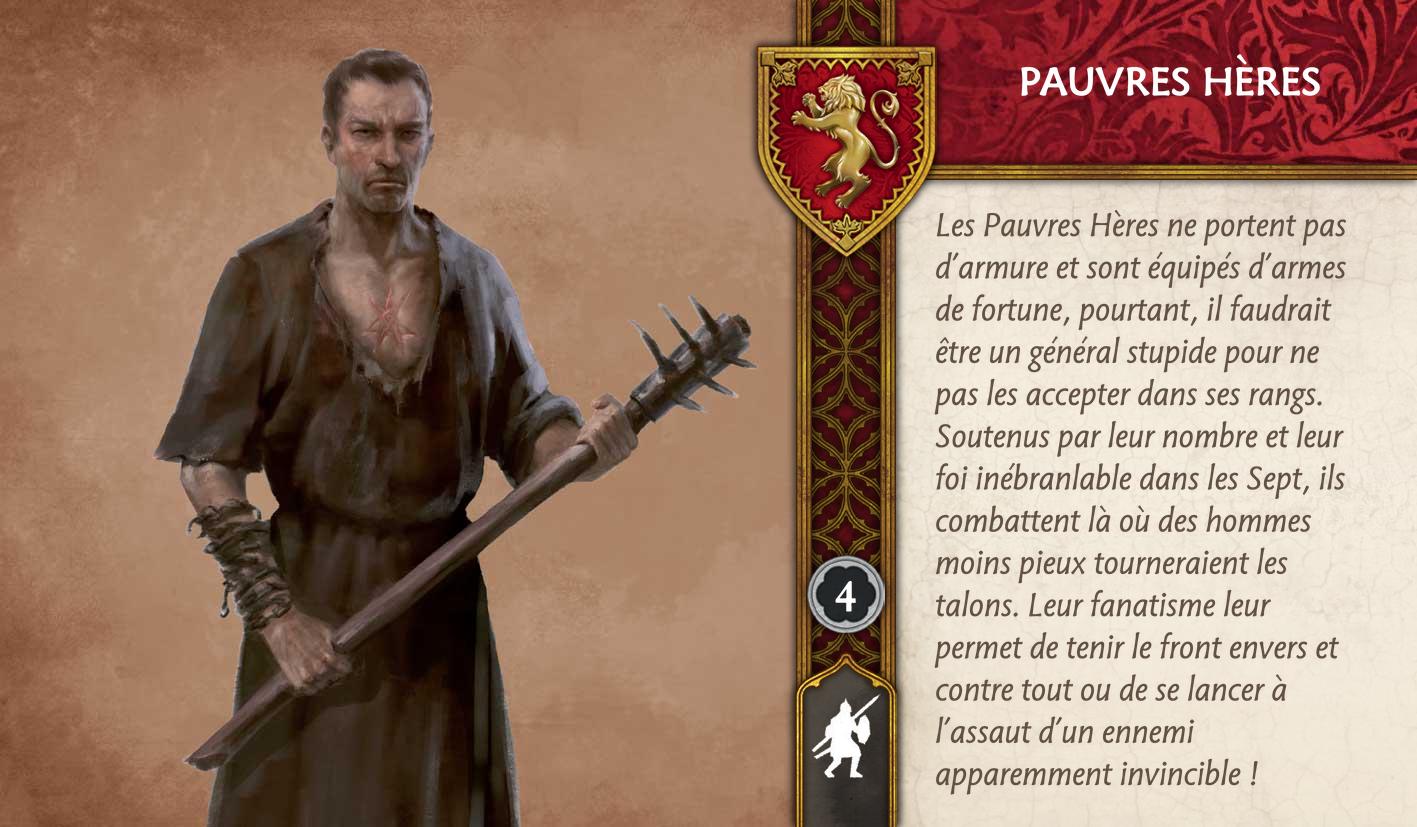 PAUVRES HÈRES
Les Pauvres Hères ne portent pas
d'armure et sont équipés d'armes
de fortune, pourtant, il faudrait
être un général stupide pour ne
pas les accepter dans ses rangs.
Soutenus par leur nombre et leur
foi inébranlable dans les Sept, ils
combattent là où des hommes
moins pieux tourneraient les
talons. Leur fanatisme leur
permet de tenir le front envers et
contre tout ou de se lancer à
l'assaut d'un ennemi
apparemment invincible !
4